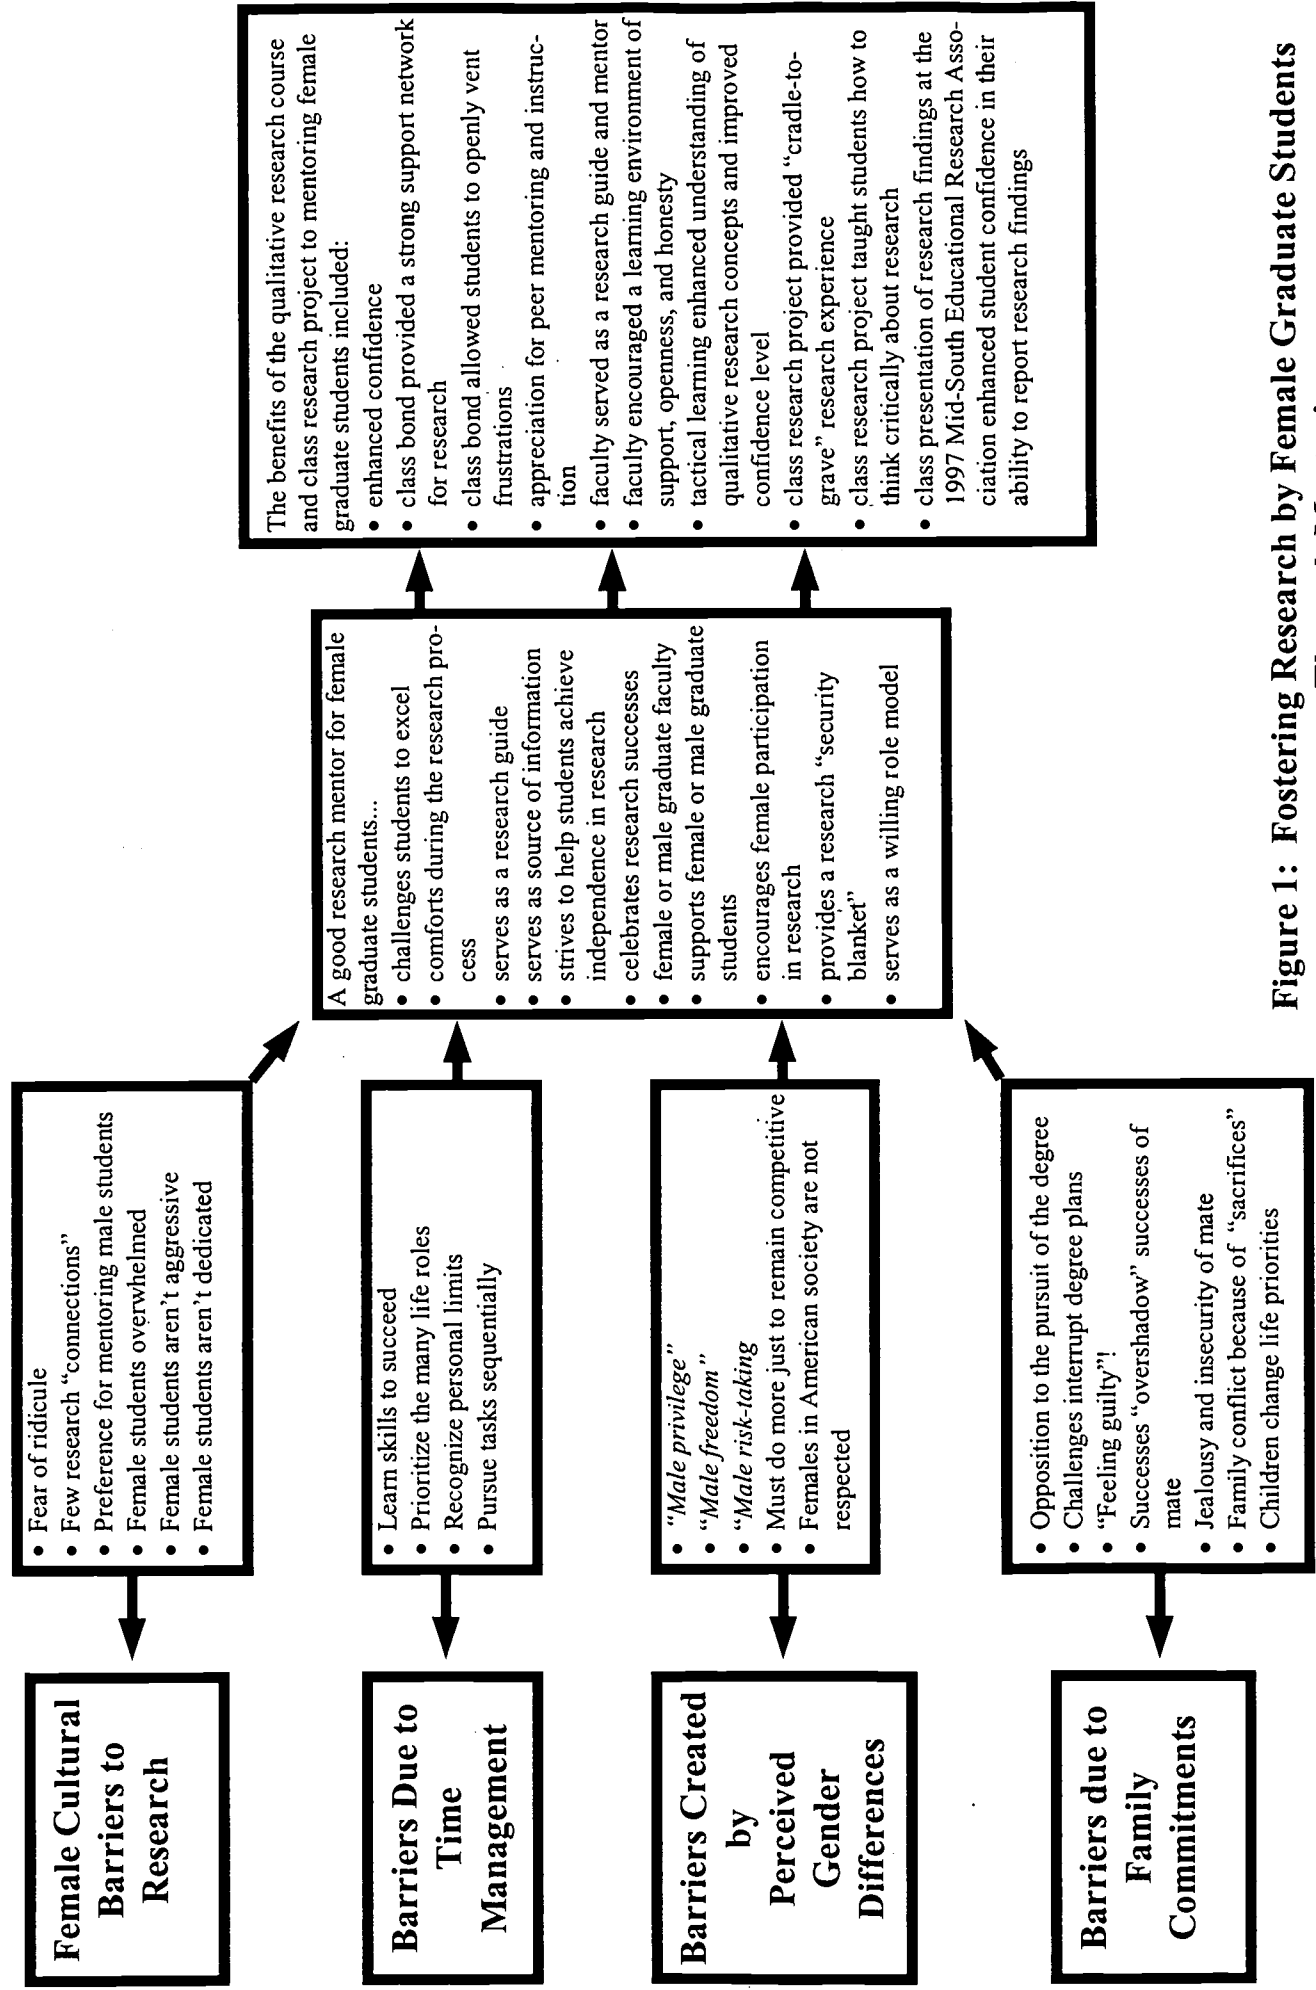 Female Cultural
Barriers to
Research
• Fear of ridicule
• Few research “connections”
• Preference for mentoring male students
• Female students overwhelmed
• Female students aren't aggressive
• Female students aren't dedicated
Barriers Due to
Time
Management
• Learn skills to succeed
• Prioritize the many life roles
• Recognize personal limits
• Pursue tasks sequentially
Barriers Created
by
Perceived
Gender
Differences
• “Male privilege”
• “Male freedom”
• “Male risk-taking
• Must do more just to remain competitive
• Females in American society are not
respected
Barriers due to
Family
Commitments
• Opposition to the pursuit of the degree
• Challenges interrupt degree plans
• “Feeling guilty”!
• Successes “overshadow” successes of
mate
• Jealousy and insecurity of mate
• Family conflict because of “sacrifices”
• Children change life priorities
A good research mentor for female
graduate students...
• challenges students to excel
• comforts during the research pro-
cess
• serves as a research guide
• serves as source of information
• strives to help students achieve
independence in research
• celebrates research successes
• female or male graduate faculty
• supports female or male graduate
students
• encourages female participation
in research
• provides a research “security
blanket”
• serves as a willing role model
The benefits of the qualitative research course
and class research project to mentoring female
graduate students included:
• enhanced confidence
• class bond provided a strong support network
for research
• class bond allowed students to openly vent
frustrations
• appreciation for peer mentoring and instruc-
tion
• faculty served as a research guide and mentor
• faculty encouraged a learning environment of
support, openness, and honesty
• tactical learning enhanced understanding of
qualitative research concepts and improved
confidence level
• class research project provided “cradle-to-
grave” research experience
• class research project taught students how to
think critically about research
• class presentation of research findings at the
1997 Mid-South Educational Research Asso-
ciation enhanced student confidence in their
ability to report research findings
Figure 1: Fostering Research by Female Graduate Students